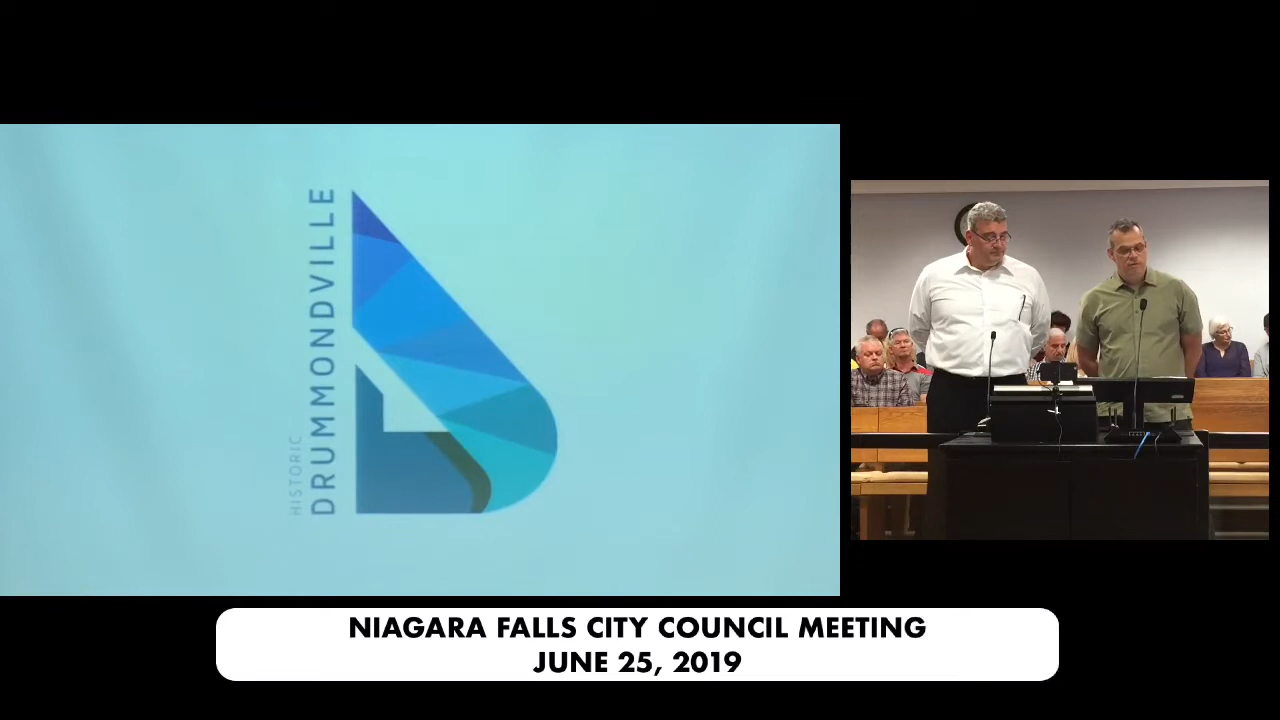 HISTORIC
DRUMMONDVILLE
NIAGARA FALLS CITY COUNCIL MEETING
JUNE 25, 2019